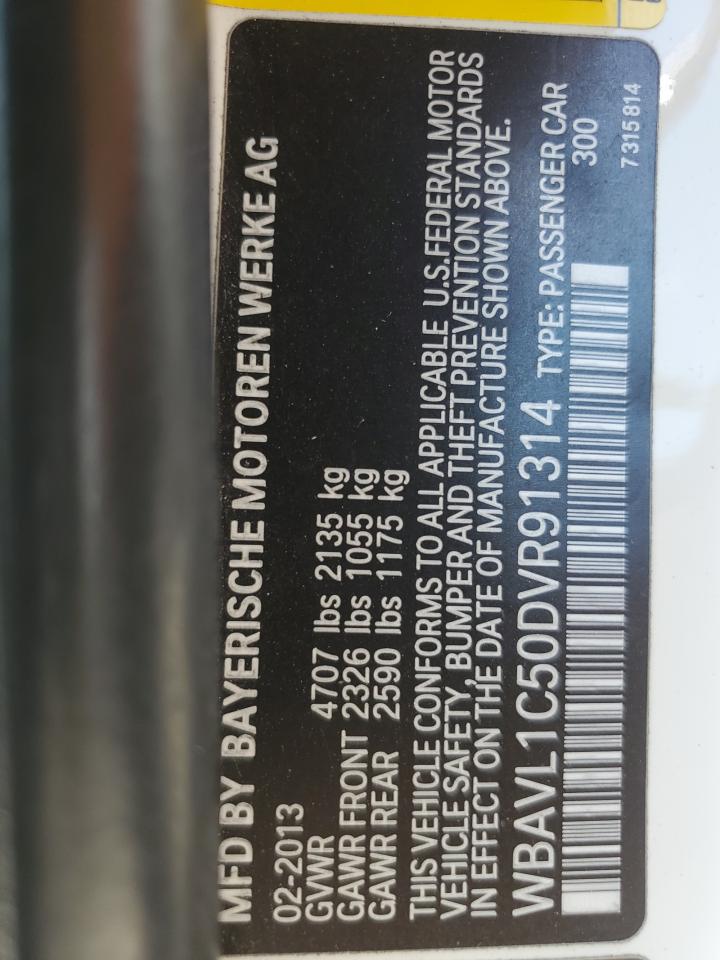 MFD BY BAYERISCHE MOTOREN WERKE AG
02-2013
GVWR 4707 lbs 2135 kg
GAWR FRONT 2326 lbs 1055 kg
GAWR REAR 2590 lbs 1175 kg
THIS VEHICLE CONFORMS TO ALL APPLICABLE U.S.FEDERAL MOTOR
VEHICLE SAFETY, BUMPER AND THEFT PREVENTION STANDARDS
IN EFFECT ON THE DATE OF MANUFACTURE SHOWN ABOVE.
WBAVL1C50DVR91314 TYPE: PASSENGER CAR
300
7315814